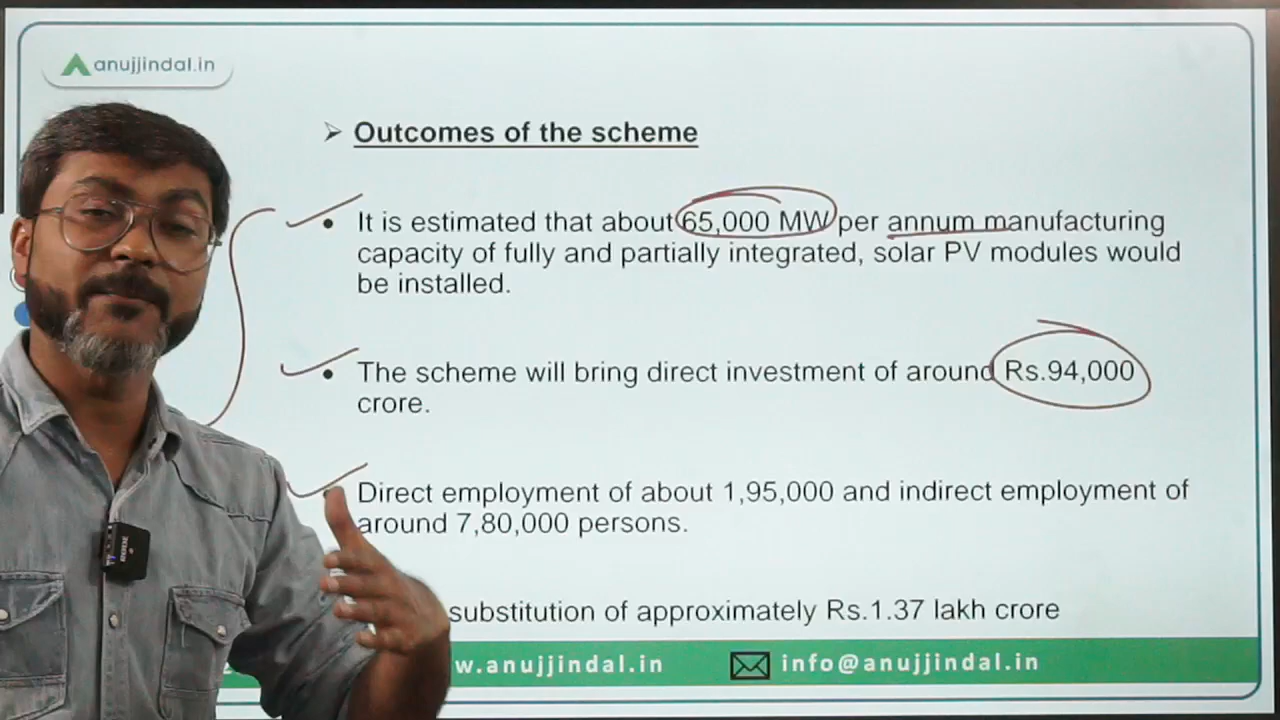 anujjindal.in
➢ Outcomes of the scheme
• It is estimated that about 65,000 MW per annum manufacturing
capacity of fully and partially integrated, solar PV modules would
be installed.
• The scheme will bring direct investment of around Rs.94,000
crore.
Direct employment of about 1,95,000 and indirect employment of
around 7,80,000 persons.
substitution of approximately Rs.1.37 lakh crore
w.anujjindal.in
info@anujjindal.in